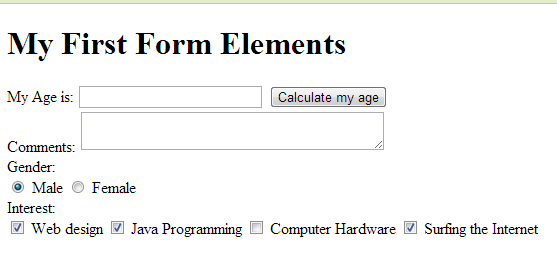 My First Form Elements
My Age is: Calculate my age
Comments:
Gender:
Male Female
Interest:
Web design Java Programming Computer Hardware Surfing the Internet